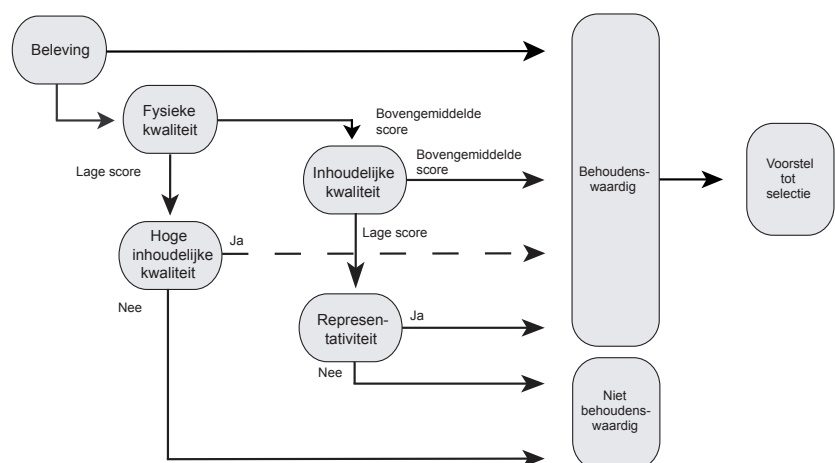 Beleving
Fysieke
kwaliteit
Bovengemiddelde
score
Bovengemiddelde
score
Lage score
Inhoudelijke
kwaliteit
Behoudens-
waardig
Voorstel
tot
selectie
Lage score
Hoge
inhoudelijke
kwaliteit
Ja
Nee
Represen-
tativiteit
Ja
Nee
Niet
behoudens-
waardig